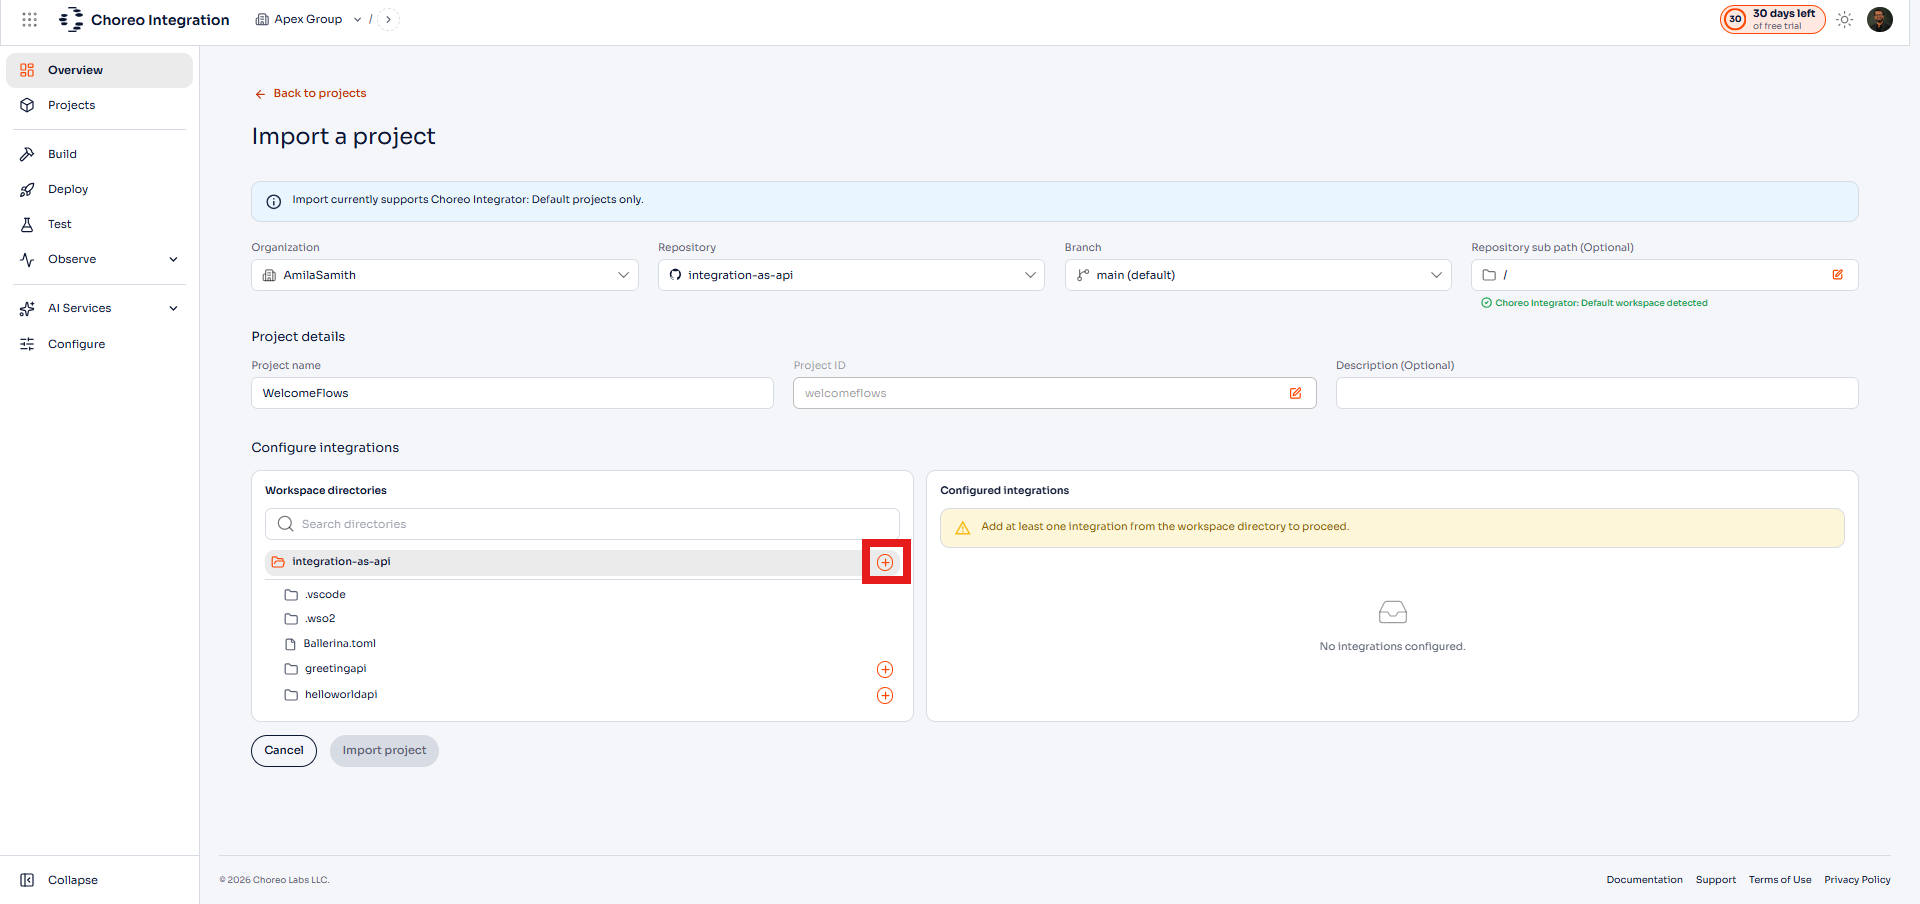 Choreo Integration
Apex Group
/
30
30 days left
of free trial
Overview
Projects
Build
Deploy
Test
Observe
AI Services
Configure
Collapse
Back to projects
Import a project
Import currently supports Choreo Integrator: Default projects only.
Organization
AmilaSamith
Repository
integration-as-api
Branch
main (default)
Repository sub path (Optional)
/
Choreo Integrator: Default workspace detected
Project details
Project name
WelcomeFlows
Project ID
welcomeflows
Description (Optional)
Configure integrations
Workspace directories
Search directories
integration-as-api
.vscode
.wso2
Ballerina.toml
greetingapi
helloworldapi
Configured integrations
Add at least one integration from the workspace directory to proceed.
No integrations configured.
Cancel
Import project
© 2026 Choreo Labs LLC.
Documentation
Support
Terms of Use
Privacy Policy